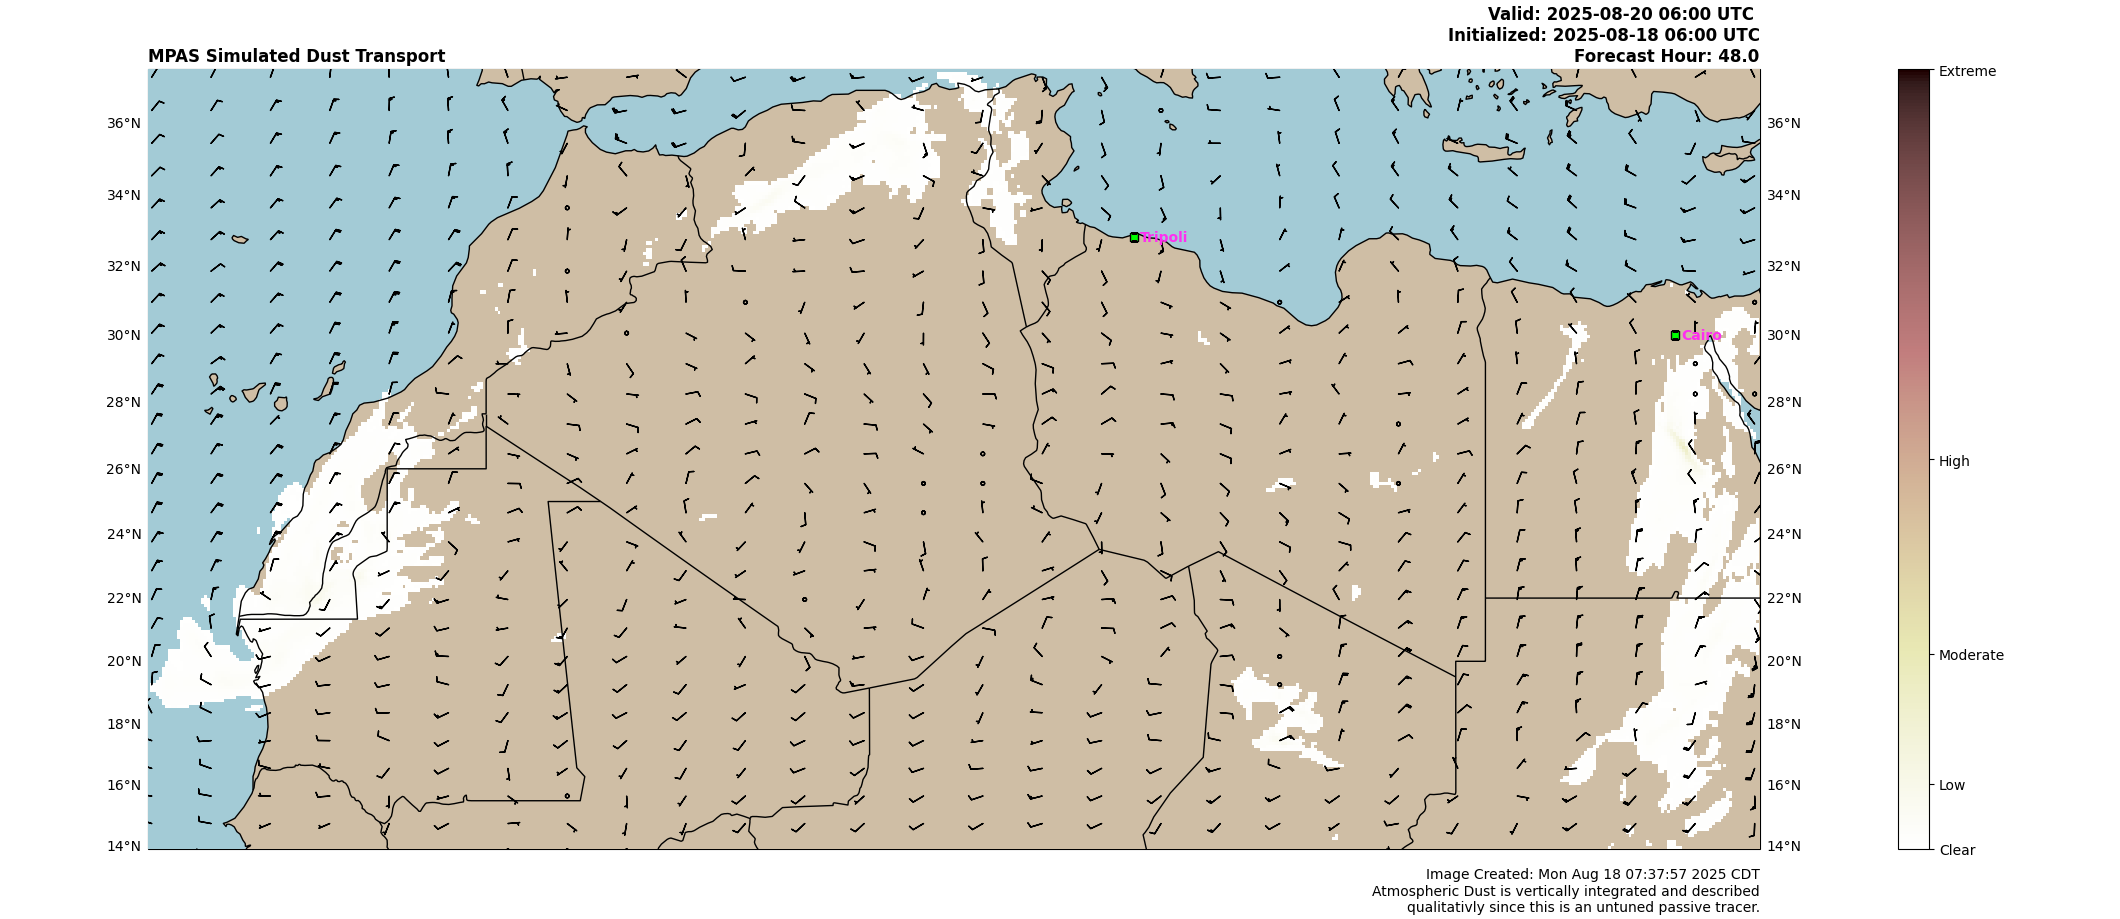 Valid: 2025-08-20 06:00 UTC
Initialized: 2025-08-18 06:00 UTC
MPAS Simulated Dust Transport
Forecast Hour: 48.0
Extreme
36°N
36°N
34°N
34°N
Tripoli
32°N
32°N
30°N
Cairo
30°N
28°N
28°N
26°N
26°N
High
24°N
24°N
22°N
22°N
20°N
20°N
Moderate
18°N
18°N
16°N
16°N
Low
14°N
14°N
Clear
Image Created: Mon Aug 18 07:37:57 2025 CDT
Atmospheric Dust is vertically integrated and described
qualitativly since this is an untuned passive tracer.